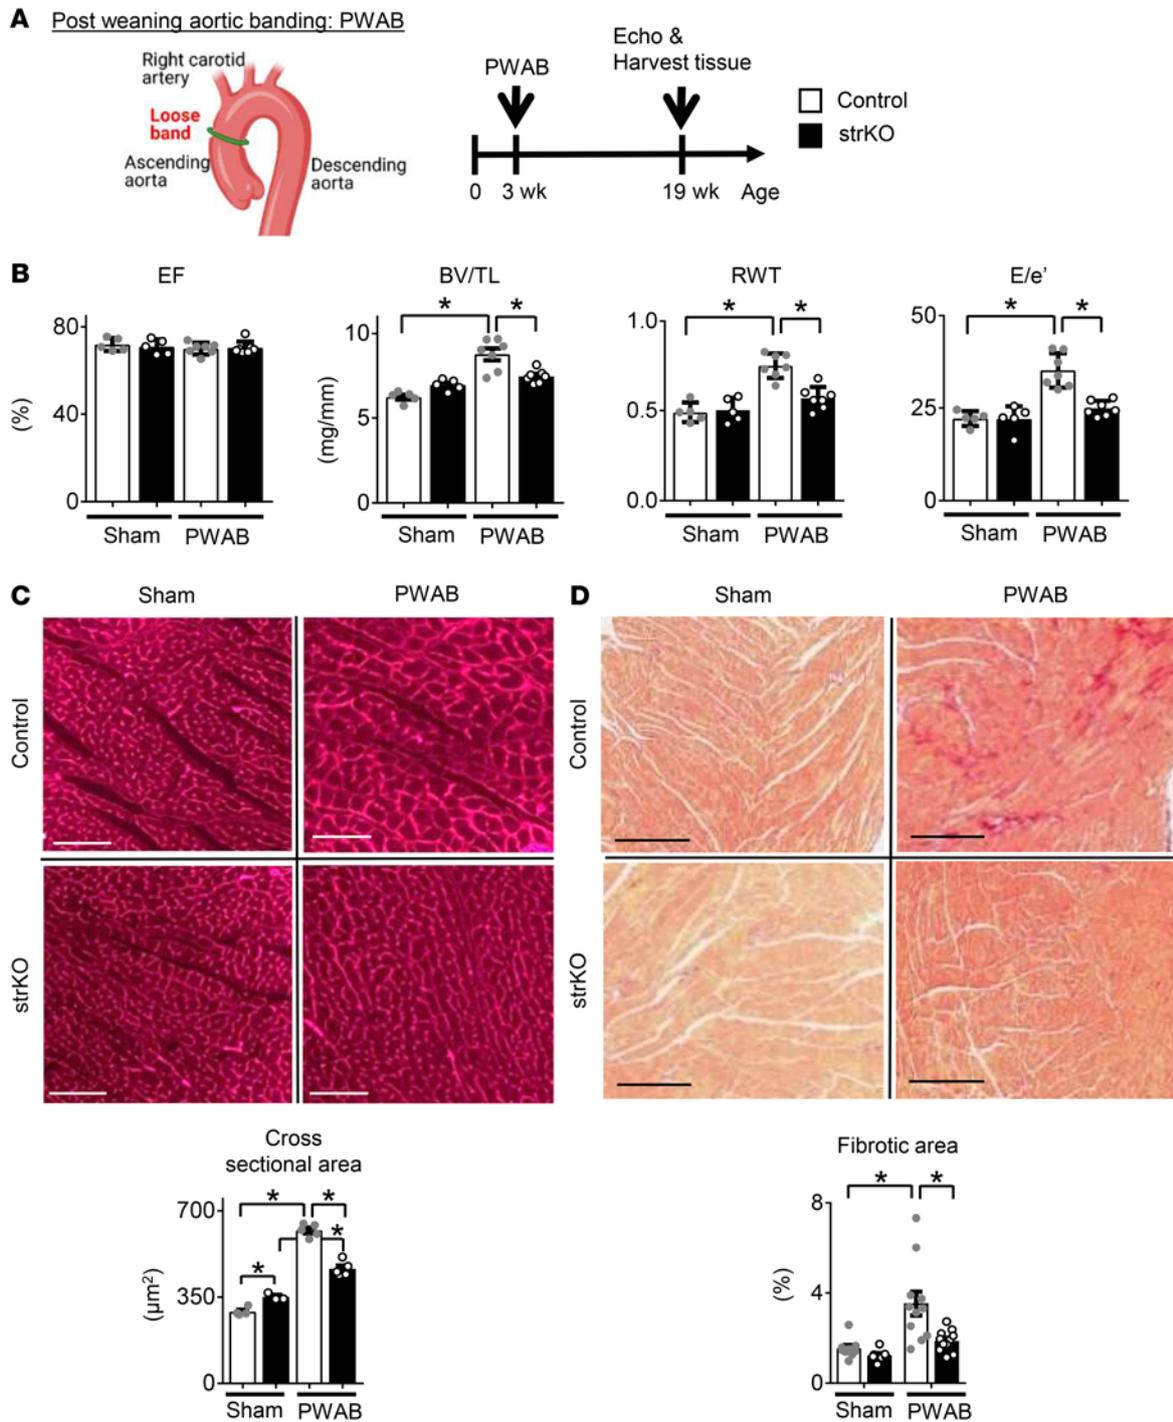 A Post weaning aortic banding: PWAB
Right carotid
artery
Loose
band
Ascending
aorta
Descending
aorta
PWAB
Echo &
Harvest tissue
0 3 wk 19 wk Age
Control
strKO
B
EF
(%)
80
40
0
Sham PWAB
BV/TL
(mg/mm)
10
5
0
* *
Sham PWAB
RWT
1.0
0.5
0.0
* *
Sham PWAB
E/e’
50
25
0
* *
Sham PWAB
C Sham PWAB
Control
strKO
D Sham PWAB
Control
strKO
Cross
sectional area
(µm²)
700
350
0
* *
*
*
Sham PWAB
Fibrotic area
(%)
8
4
0
* *
Sham PWAB